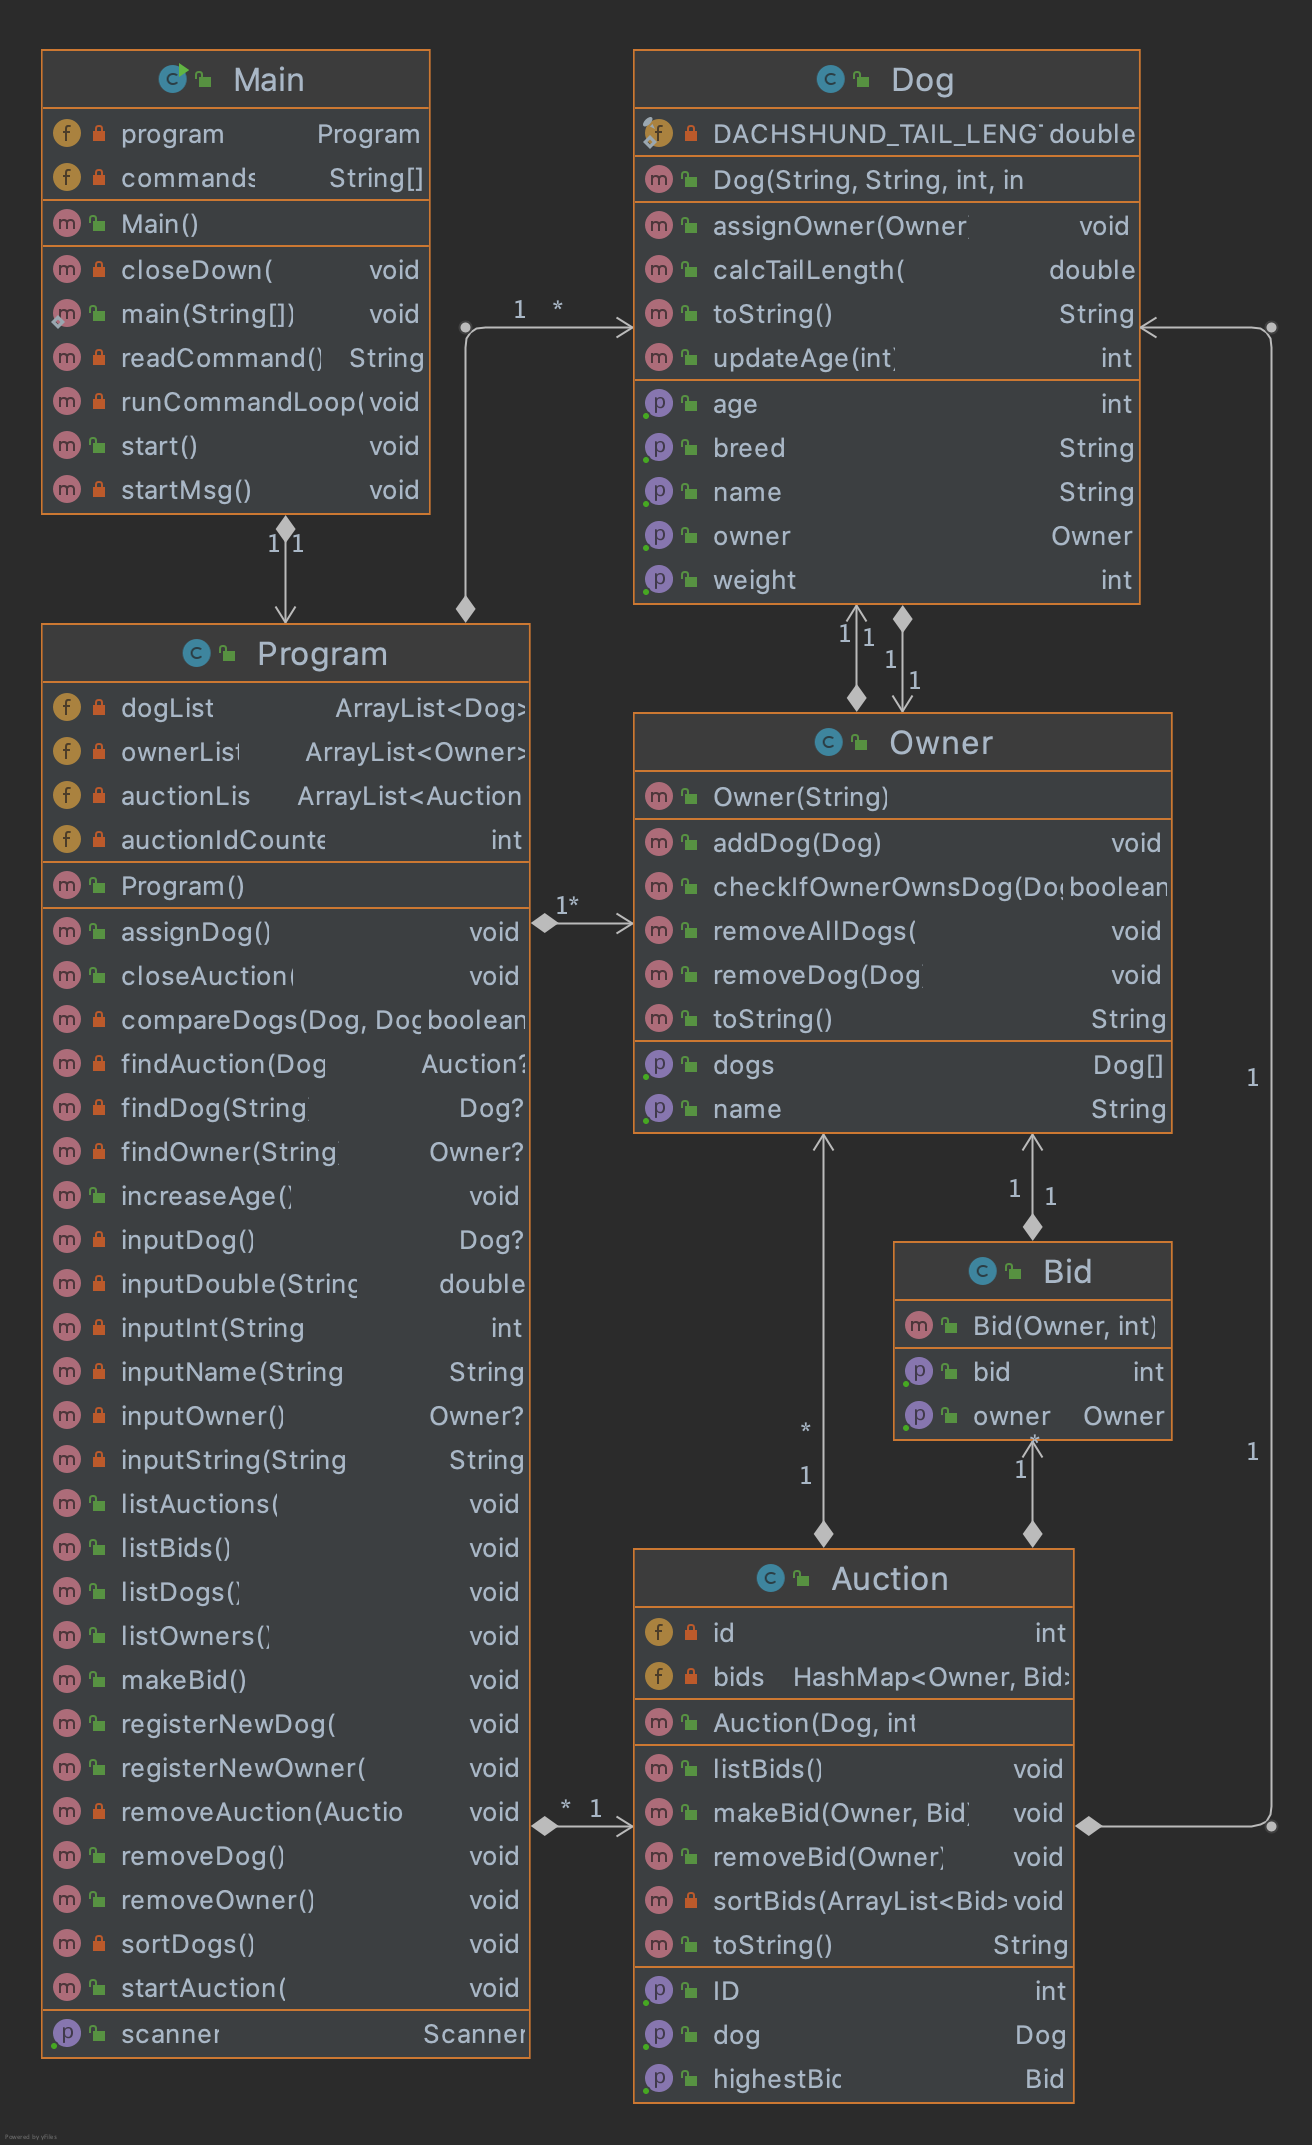 Main
program Program
commands String[]
Main()
closeDown( void
main(String[]) void
readCommand() String
runCommandLoop( void
start() void
startMsg() void
1 1
1 *
Dog
DACHSHUND_TAIL_LENGT double
Dog(String, String, int, in
assignOwner(Owner) void
calcTailLength( double
toString() String
updateAge(int) int
age int
breed String
name String
owner Owner
weight int
1 1
1
1
Program
dogList ArrayList<Dog>
ownerList ArrayList<Owner>
auctionLis ArrayList<Auction
auctionIdCounte int
Program()
assignDog() void
closeAuction( void
compareDogs(Dog, Dog boolean
findAuction(Dog Auction?
findDog(String) Dog?
findOwner(String) Owner?
increaseAge() void
inputDog() Dog?
inputDouble(String double
inputInt(String int
inputName(String String
inputOwner() Owner?
inputString(String String
listAuctions( void
listBids() void
listDogs() void
listOwners() void
makeBid() void
registerNewDog( void
registerNewOwner( void
removeAuction(Auctio void
removeDog() void
removeOwner() void
sortDogs() void
startAuction( void
scanner Scanner
1*
* 1
Owner
Owner(String)
addDog(Dog) void
checkIfOwnerOwnsDog(Dog boolean
removeAllDogs( void
removeDog(Dog) void
toString() String
dogs Dog[]
name String
1
1 1
Bid
Bid(Owner, int)
bid int
owner Owner
*
1
*
1
1
Auction
id int
bids HashMap<Owner, Bid>
Auction(Dog, int
listBids() void
makeBid(Owner, Bid) void
removeBid(Owner) void
sortBids(ArrayList<Bid> void
toString() String
ID int
dog Dog
highestBid Bid
Powered by yFiles